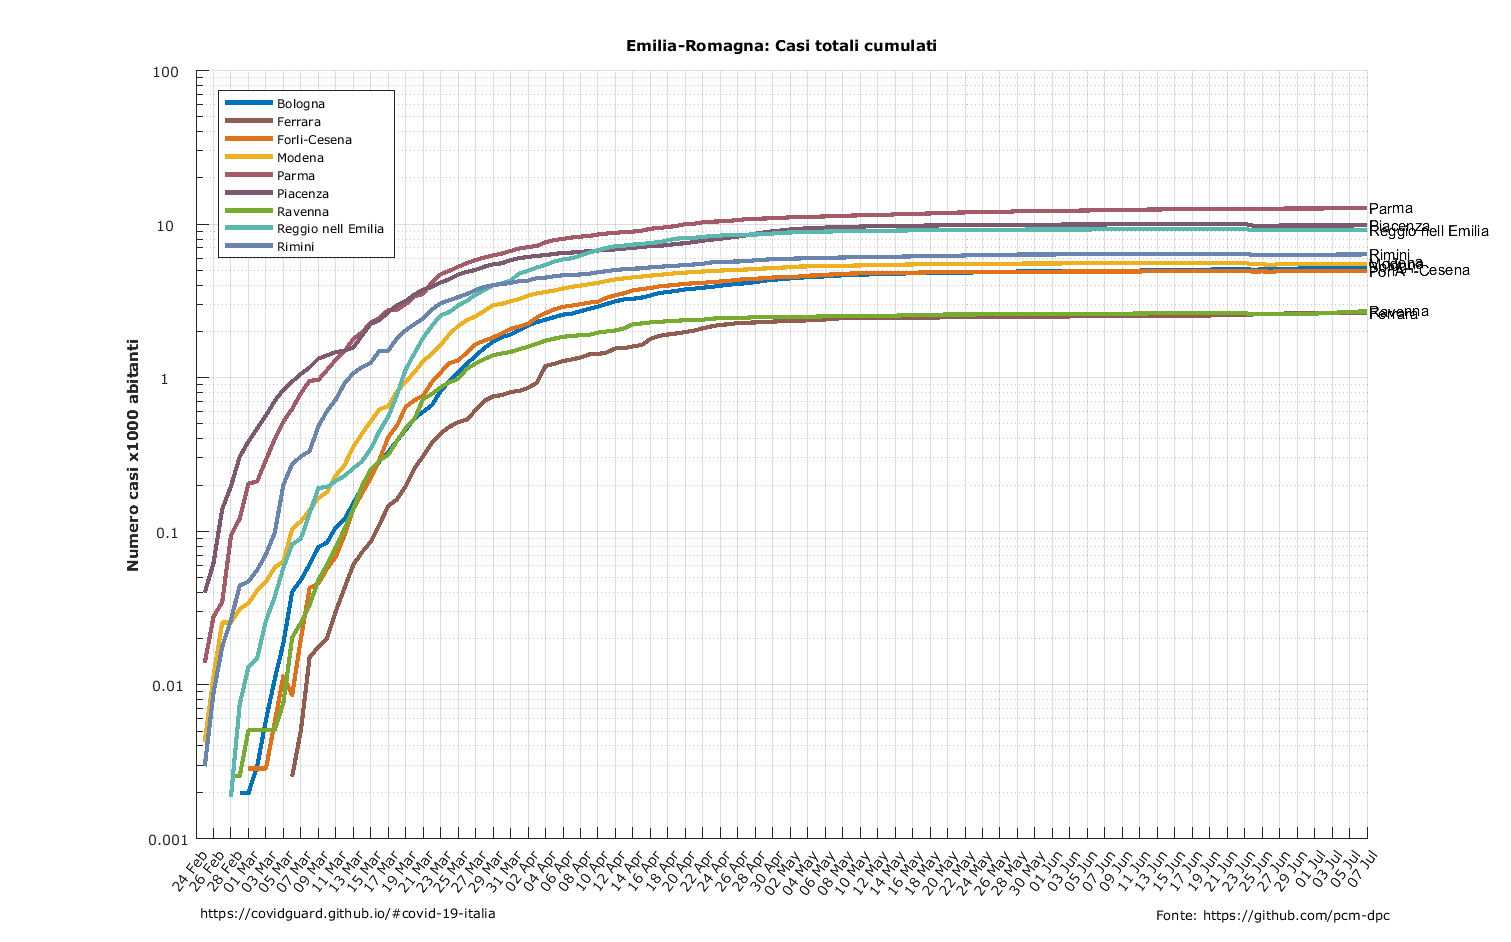 Emilia-Romagna: Casi totali cumulati
Numero casi x1000 abitanti
100
10
1
0.1
0.01
0.001
Bologna
Ferrara
Forli-Cesena
Modena
Parma
Piacenza
Ravenna
Reggio nell Emilia
Rimini
Parma
Piacenza
Reggio nell Emilia
Rimini
Modena
Ravenna
Ferrara
24 Feb
26 Feb
28 Feb
01 Mar
03 Mar
05 Mar
07 Mar
09 Mar
11 Mar
13 Mar
15 Mar
17 Mar
19 Mar
21 Mar
23 Mar
25 Mar
27 Mar
29 Mar
31 Mar
02 Apr
04 Apr
06 Apr
08 Apr
10 Apr
12 Apr
14 Apr
16 Apr
18 Apr
20 Apr
22 Apr
24 Apr
26 Apr
28 Apr
30 Apr
02 May
04 May
06 May
08 May
10 May
12 May
14 May
16 May
18 May
20 May
22 May
24 May
26 May
28 May
30 May
01 Jun
03 Jun
05 Jun
07 Jun
09 Jun
11 Jun
13 Jun
15 Jun
17 Jun
19 Jun
21 Jun
23 Jun
25 Jun
27 Jun
29 Jun
01 Jul
03 Jul
05 Jul
07 Jul
https://covidguard.github.io/#covid-19-italia
Fonte: https://github.com/pcm-dpc